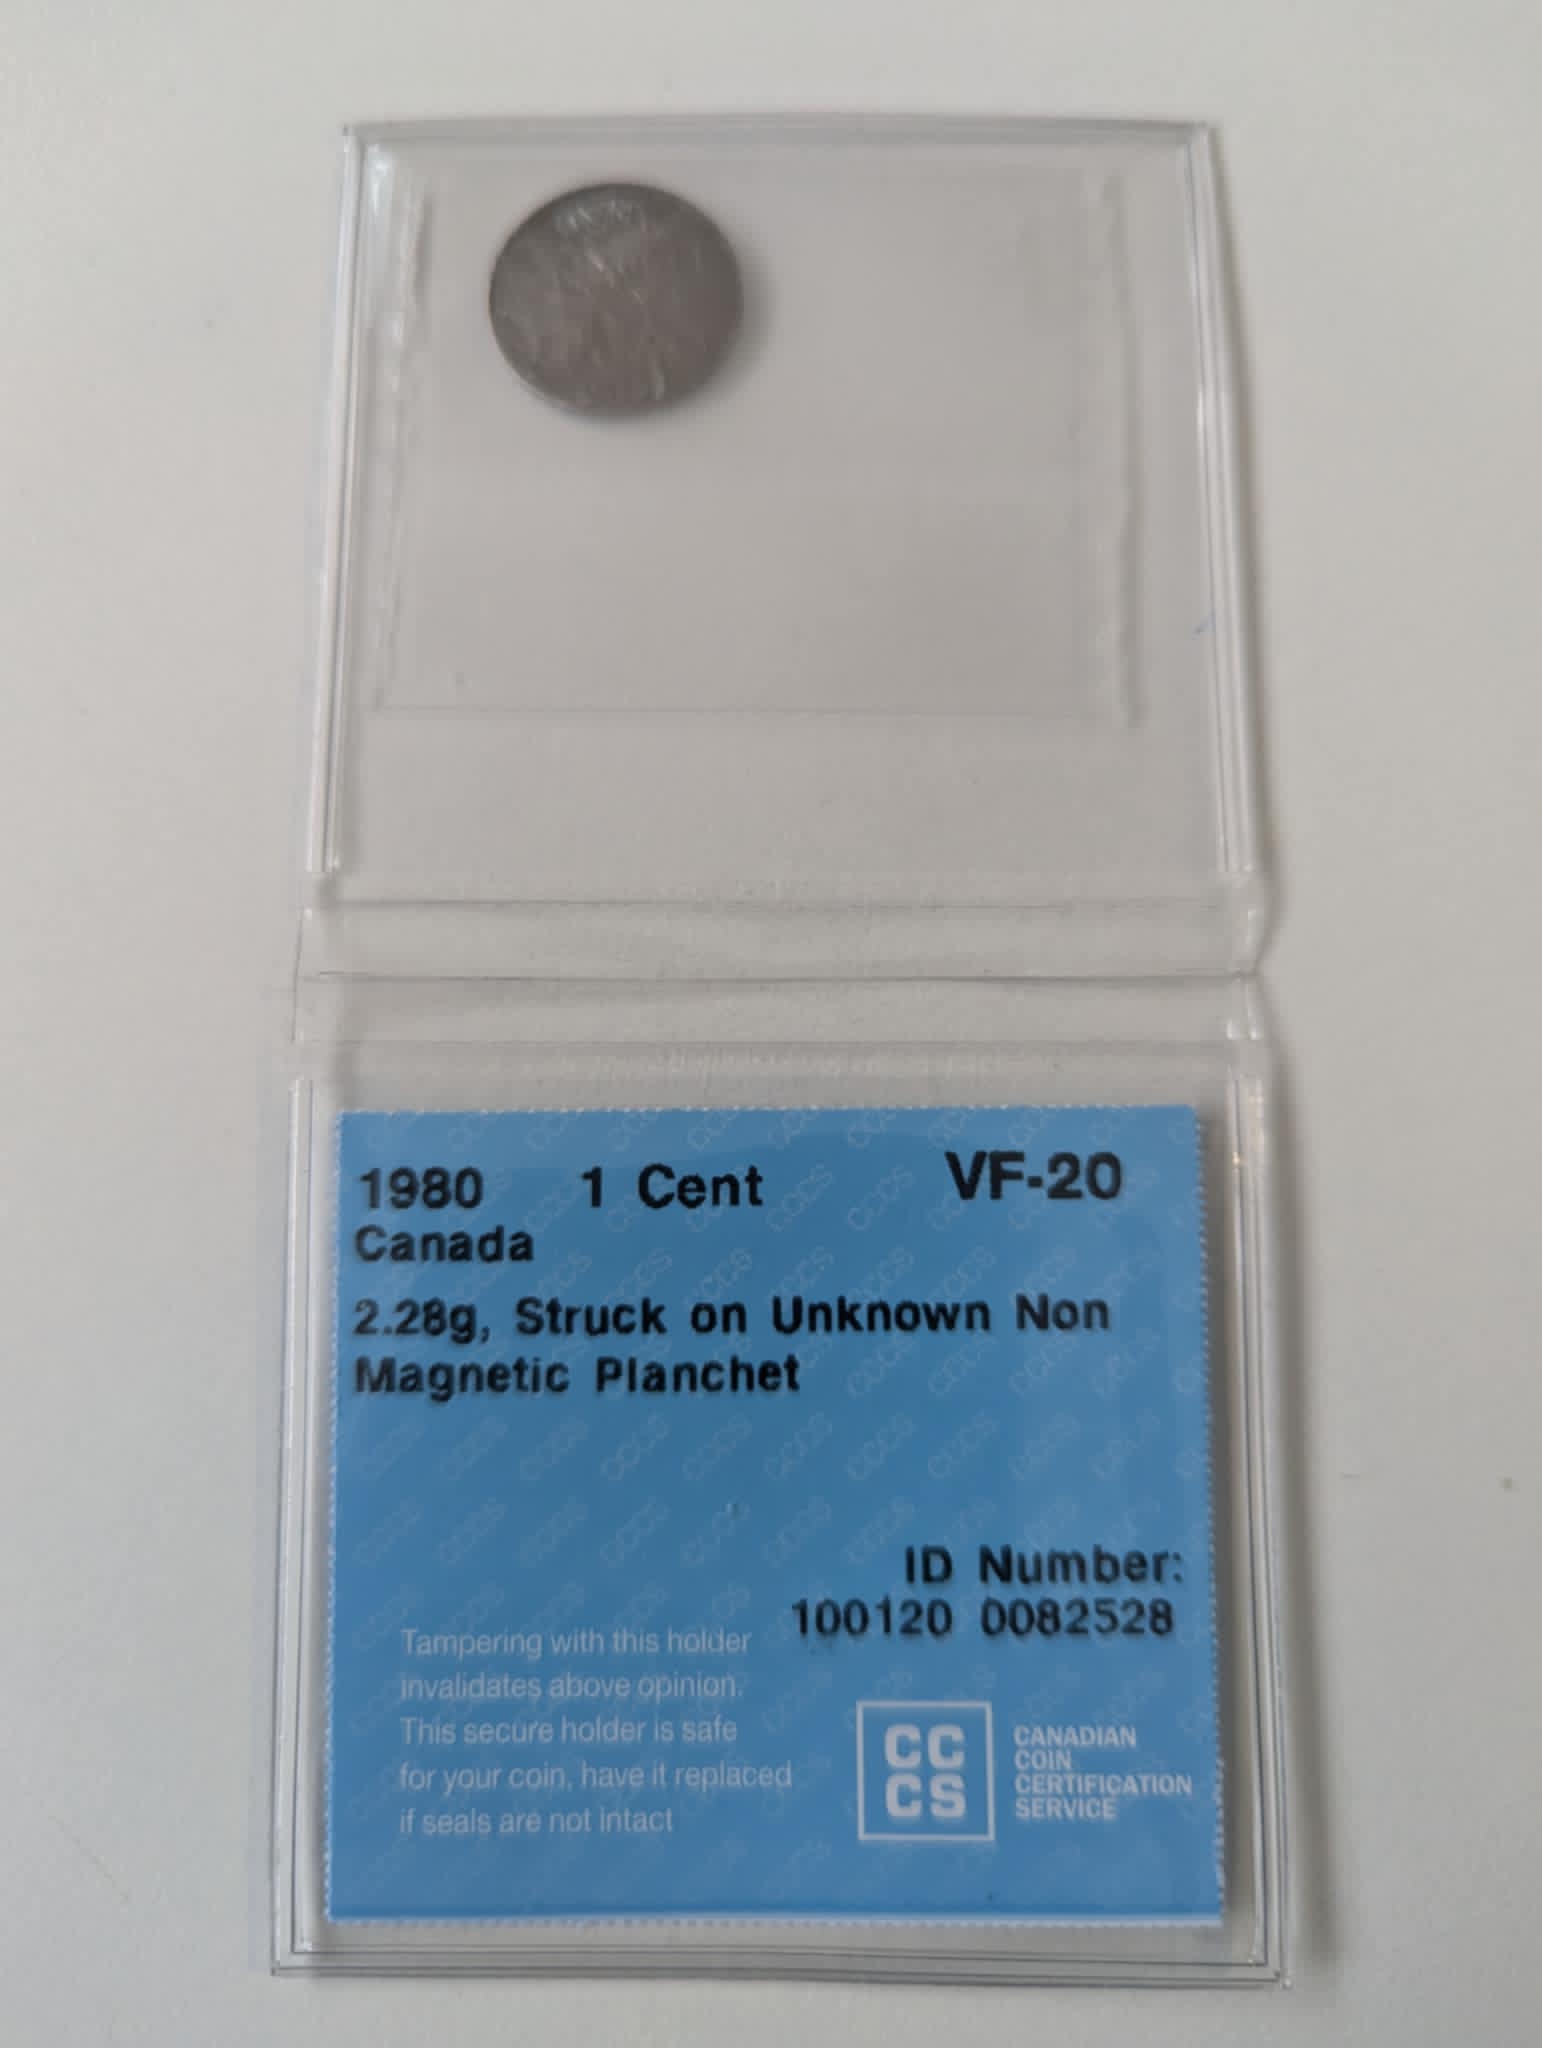 1980 1 Cent VF-20
Canada
2.28g, Struck on Unknown Non
Magnetic Planchet
ID Number:
100120 0082528
Tampering with this holder
invalidates above opinion.
This secure holder is safe
for your coin, have it replaced
if seals are not intact
CC
CS
CANADIAN
COIN
CERTIFICATION
SERVICE